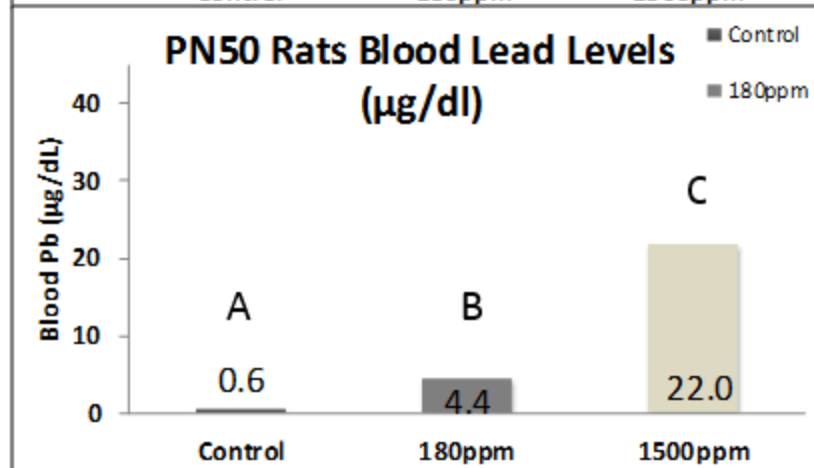 PN50 Rats Blood Lead Levels
(µg/dl)
Control
180ppm
Blood Pb (µg/dL)
40
30
20
10
0
A
B
C
0.6
4.4
22.0
Control
180ppm
1500ppm